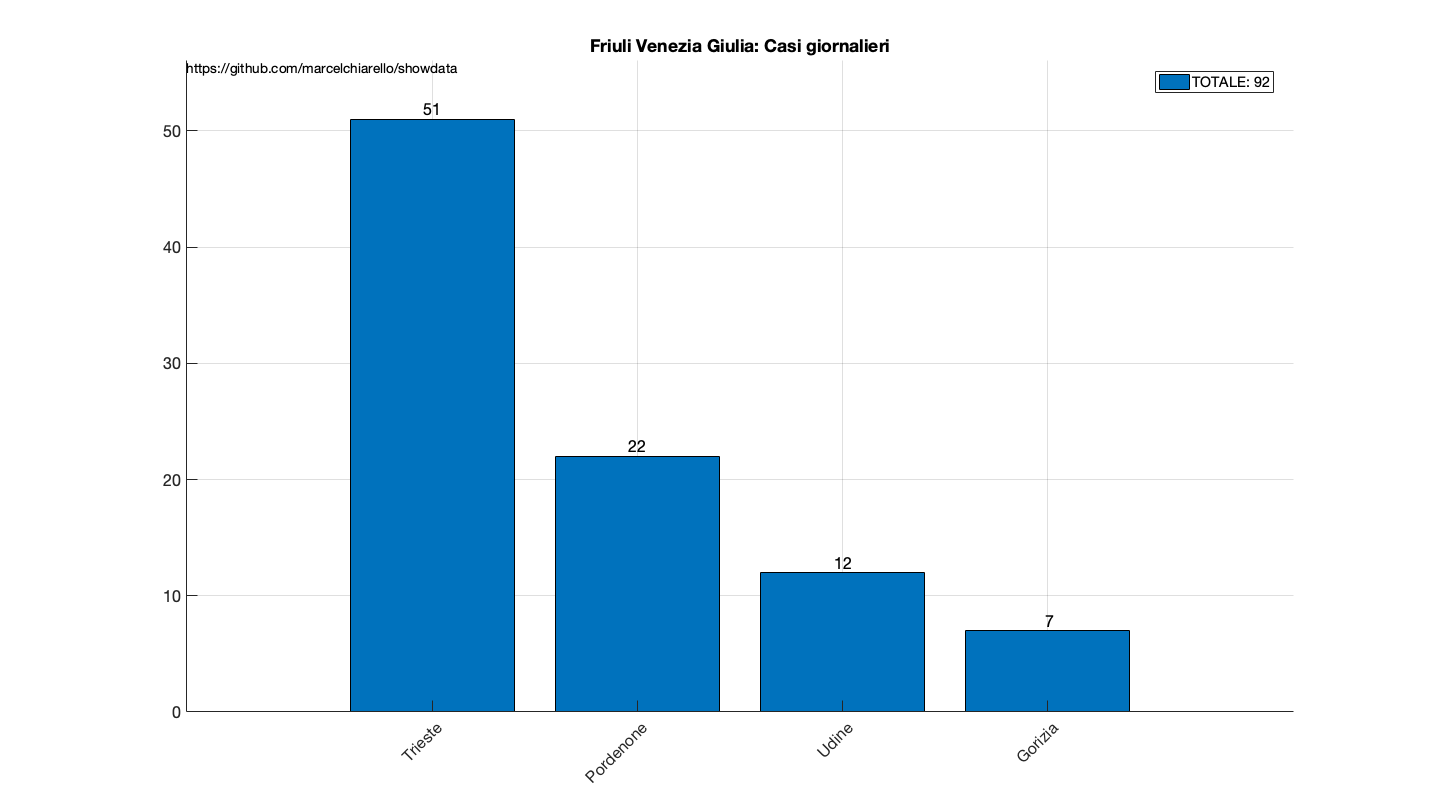 Friuli Venezia Giulia: Casi giornalieri
https://github.com/marcelchiarello/showdata
TOTALE: 92
51
50
40
30
22
20
12
10
7
0
Trieste
Pordenone
Udine
Gorizia